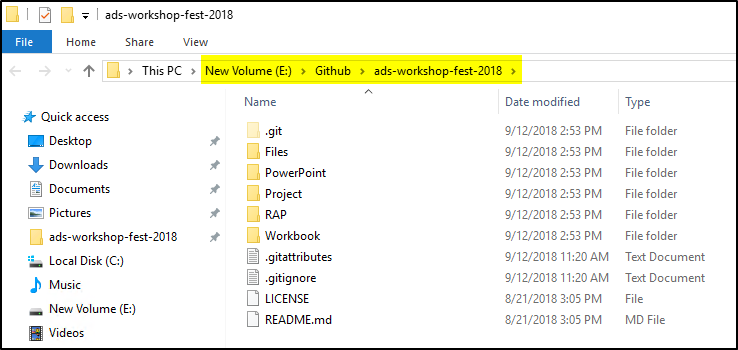 ads-workshop-fest-2018
File Home Share View
This PC New Volume (E:) Github ads-workshop-fest-2018
Name Date modified Type
Quick access
Desktop
Downloads
Documents
Pictures
ads-workshop-fest-2018
Local Disk (C:)
Music
New Volume (E:)
Videos
.git 9/12/2018 2:53 PM File folder
Files 9/12/2018 2:53 PM File folder
PowerPoint 9/12/2018 2:53 PM File folder
Project 9/12/2018 2:53 PM File folder
RAP 9/12/2018 2:53 PM File folder
Workbook 9/12/2018 2:53 PM File folder
.gitattributes 9/12/2018 11:20 AM Text Document
.gitignore 9/12/2018 11:20 AM Text Document
LICENSE 8/21/2018 3:05 PM File
README.md 8/21/2018 3:05 PM MD File